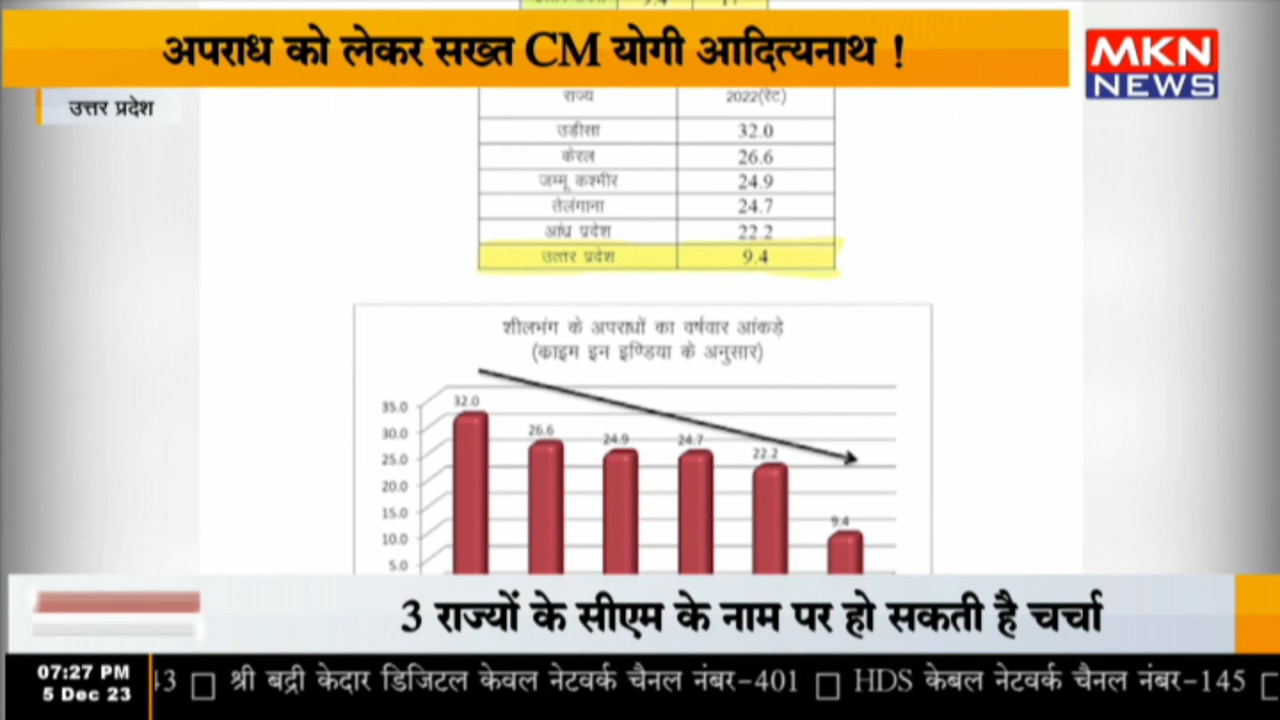 अपराध को लेकर सख्त CM योगी आदित्यनाथ !
MKN
NEWS
उत्तर प्रदेश
राज्य 2022(रेट)
उड़ीसा 32.0
केरल 26.6
जम्मू कश्मीर 24.9
तेलंगाना 24.7
आंध्र प्रदेश 22.2
उत्तर प्रदेश 9.4
शीलभंग के अपराधों का वर्षवार आंकड़े
(काइम इन इण्डिया के अनुसार)
35.0
30.0
25.0
20.0
15.0
10.0
5.0
32.0
26.6
24.9
24.7
22.2
9.4
3 राज्यों के सीएम के नाम पर हो सकती है चर्चा
07:27 PM
5 Dec 23
श्री बद्री केदार डिजिटल केवल नेटवर्क चैनल नंबर-401 □ HDS केबल नेटवर्क चैनल नंबर-145